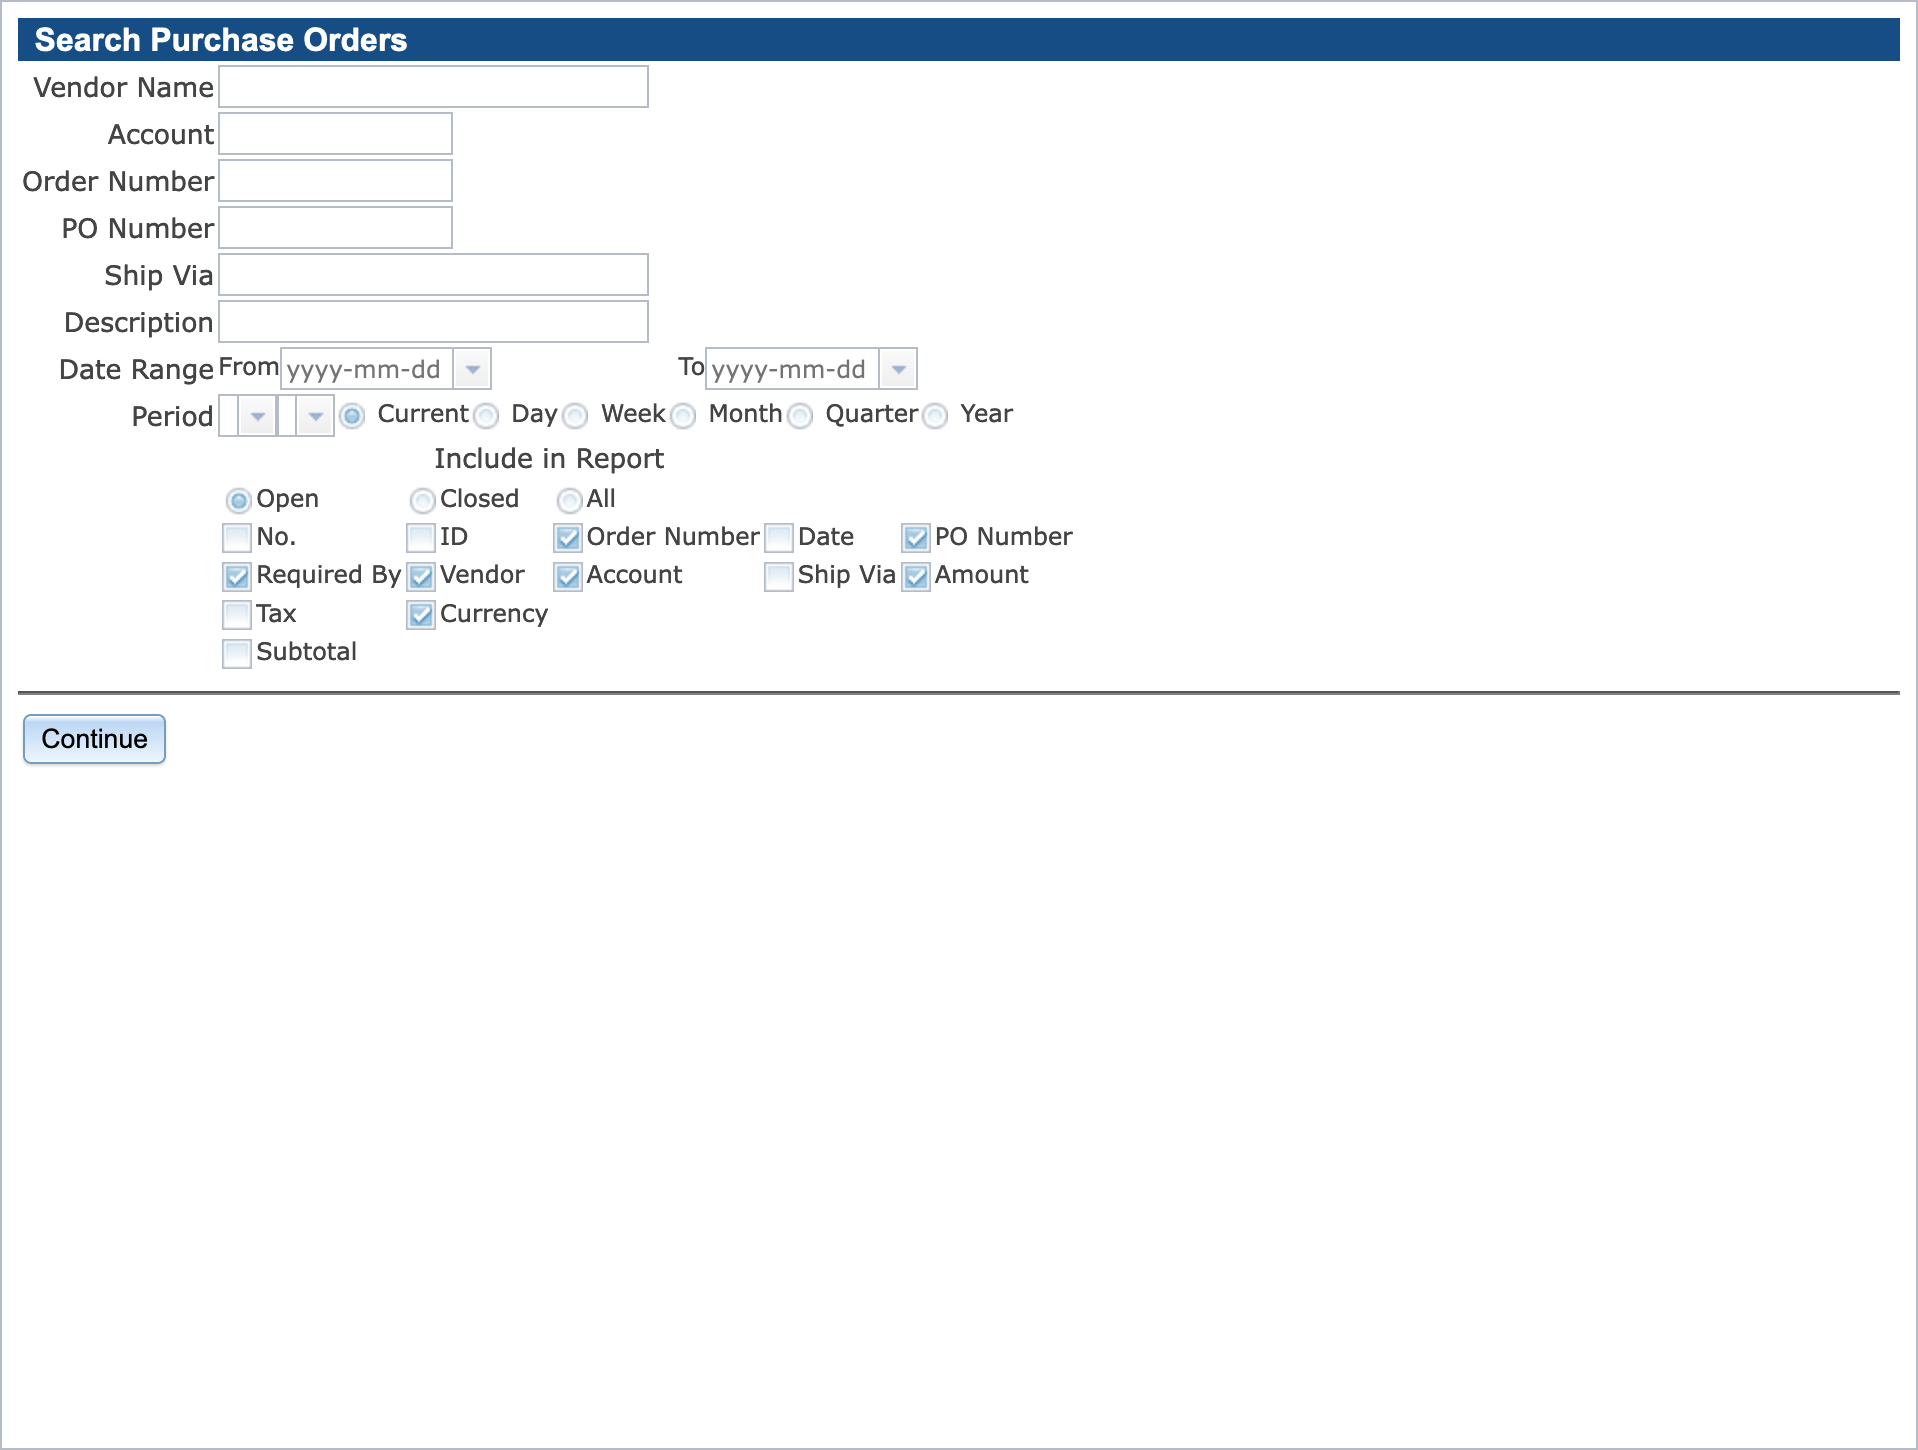 Search Purchase Orders
Vendor Name
Account
Order Number
PO Number
Ship Via
Description
Date Range From yyyy-mm-dd To yyyy-mm-dd
Period Current Day Week Month Quarter Year
Include in Report
Open Closed All
No. ID Order Number Date PO Number
Required By Vendor Account Ship Via Amount
Tax Currency
Subtotal
Continue